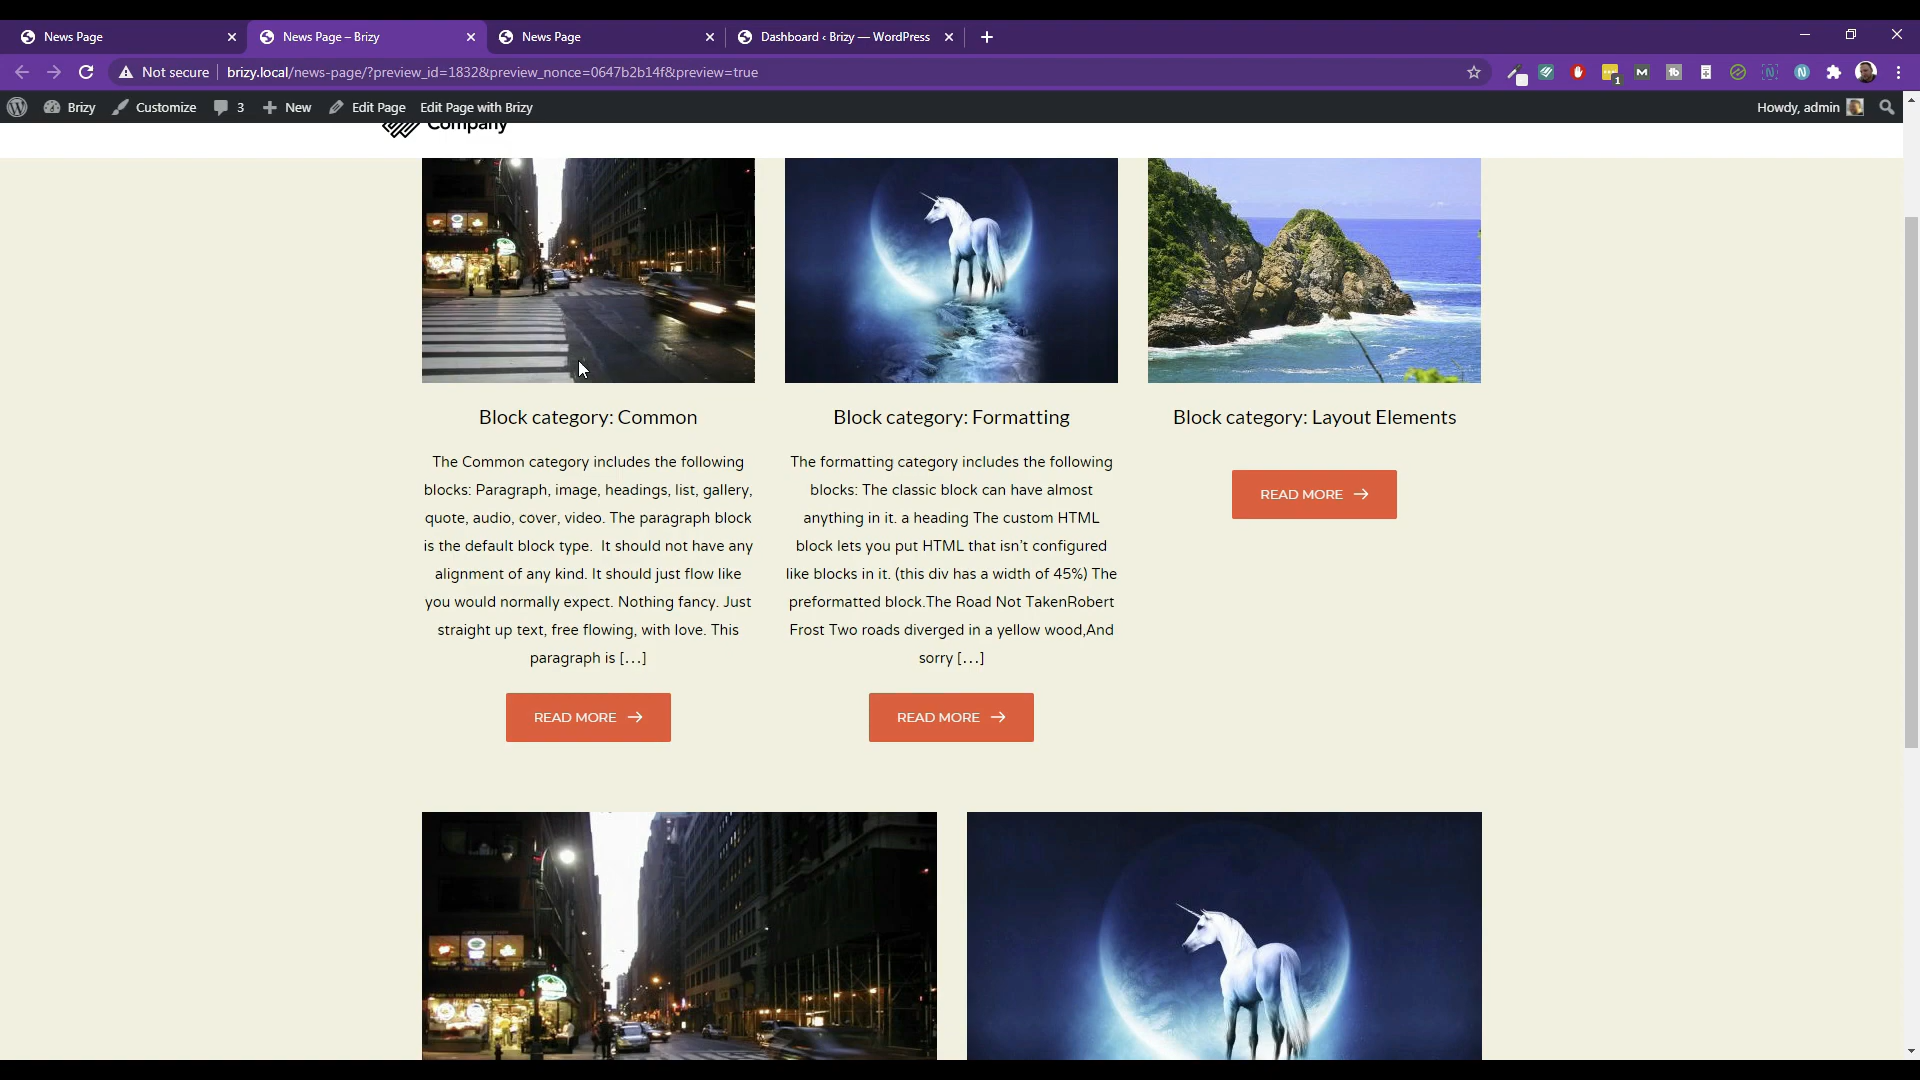 News Page
News Page – Brizy
News Page
Dashboard ‹ Brizy — WordPress
Not secure
brizy.local/news-page/?preview_id=1832&preview_nonce=0647b2b14f&preview=true
1
Brizy
Customize
3
New
Edit Page
Edit Page with Brizy
Howdy, admin
Company
Block category: Common
Block category: Formatting
Block category: Layout Elements
The Common category includes the following
blocks: Paragraph, image, headings, list, gallery,
quote, audio, cover, video. The paragraph block
is the default block type.  It should not have any
alignment of any kind. It should just flow like
you would normally expect. Nothing fancy. Just
straight up text, free flowing, with love. This
paragraph is […]
The formatting category includes the following
blocks: The classic block can have almost
anything in it. a heading The custom HTML
block lets you put HTML that isn’t configured
like blocks in it. (this div has a width of 45%) The
preformatted block.The Road Not TakenRobert
Frost Two roads diverged in a yellow wood,And
sorry […]
READ MORE
READ MORE
READ MORE